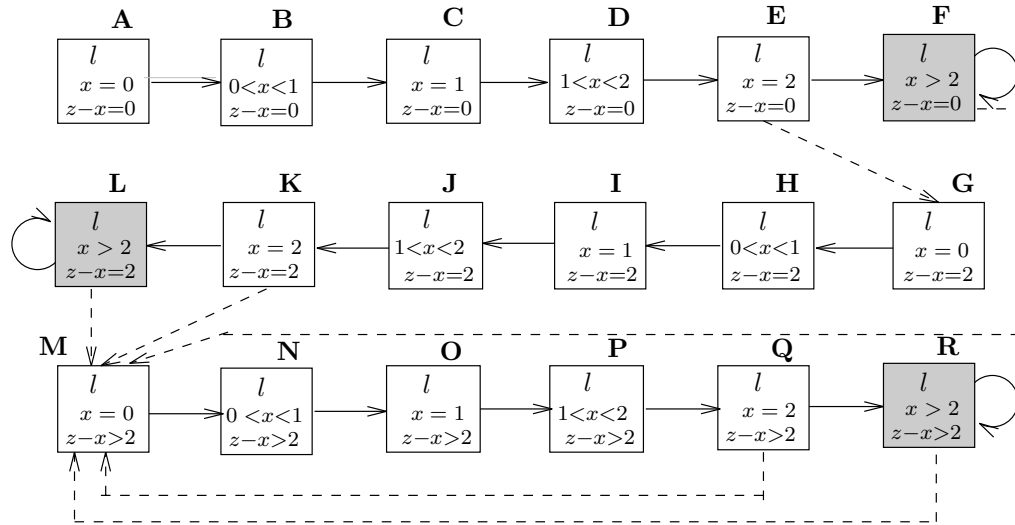 A B C D E F
l l l l l l
x = 0 0<x<1 x = 1 1<x<2 x = 2 x > 2
z−x=0 z−x=0 z−x=0 z−x=0 z−x=0 z−x=0
L K J I H G
l l l l l l
x > 2 x = 2 1<x<2 x = 1 0<x<1 x = 0
z−x=2 z−x=2 z−x=2 z−x=2 z−x=2 z−x=2
M N O P Q R
l l l l l l
x = 0 0 <x<1 x = 1 1<x<2 x = 2 x > 2
z−x>2 z−x>2 z−x>2 z−x>2 z−x>2 z−x>2